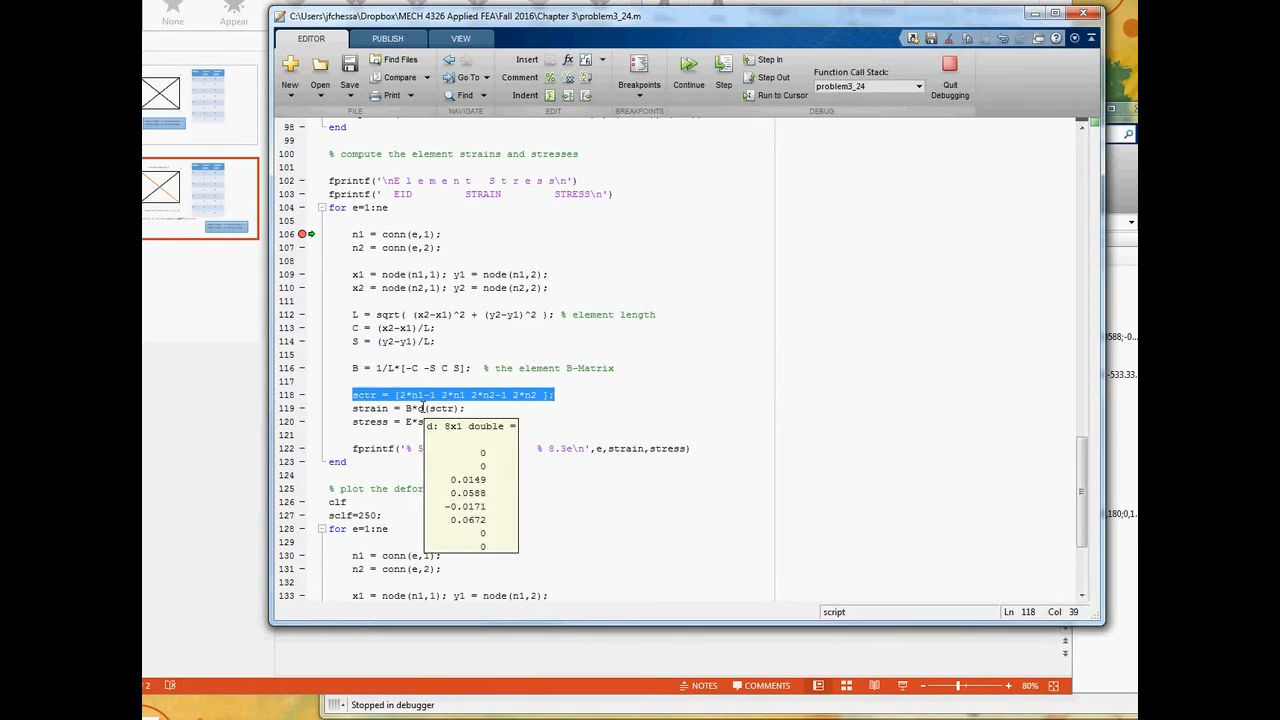 None
Appear
C:\Users\jfchessa\Dropbox\MECH 4326 Applied FEA\Fall 2016\Chapter 3\problem3_24.m
EDITOR
PUBLISH
VIEW
New
Open
Save
Find Files
Compare
Print
Go To
Find
Insert
Comment
Indent
fx
Breakpoints
Continue
Step
Step In
Step Out
Run to Cursor
Function Call Stack:
problem3_24
Quit
Debugging
FILE
NAVIGATE
EDIT
BREAKPOINTS
DEBUG
98 end
99
100 % compute the element strains and stresses
101
102 fprintf('\nE l e m e n t   S t r e s s\n')
103 fprintf('  EID         STRAIN         STRESS\n')
104 for e=1:ne
105
106 n1 = conn(e,1);
107 n2 = conn(e,2);
108
109 x1 = node(n1,1); y1 = node(n1,2);
110 x2 = node(n2,1); y2 = node(n2,2);
111
112 L = sqrt( (x2-x1)^2 + (y2-y1)^2 ); % element length
113 C = (x2-x1)/L;
114 S = (y2-y1)/L;
115
116 B = 1/L*[-C -S C S];  % the element B-Matrix
117
118 sctr = [2*n1-1 2*n1 2*n2-1 2*n2 ];
119 strain = B*d(sctr);
120 stress = E*s
121
122 fprintf('% 5 % 8.3e\n',e,strain,stress)
123 end
124
125 % plot the defor
126 clf
127 sclf=250;
128 for e=1:ne
129
130 n1 = conn(e,1);
131 n2 = conn(e,2);
132
133 x1 = node(n1,1); y1 = node(n1,2);
d: 8x1 double =
0
0
0.0149
0.0588
-0.0171
0.0672
0
0
script
Ln 118 Col 39
0588;-0...
-533.33.
,180;0,1.
F 2
NOTES
COMMENTS
80%
Stopped in debugger